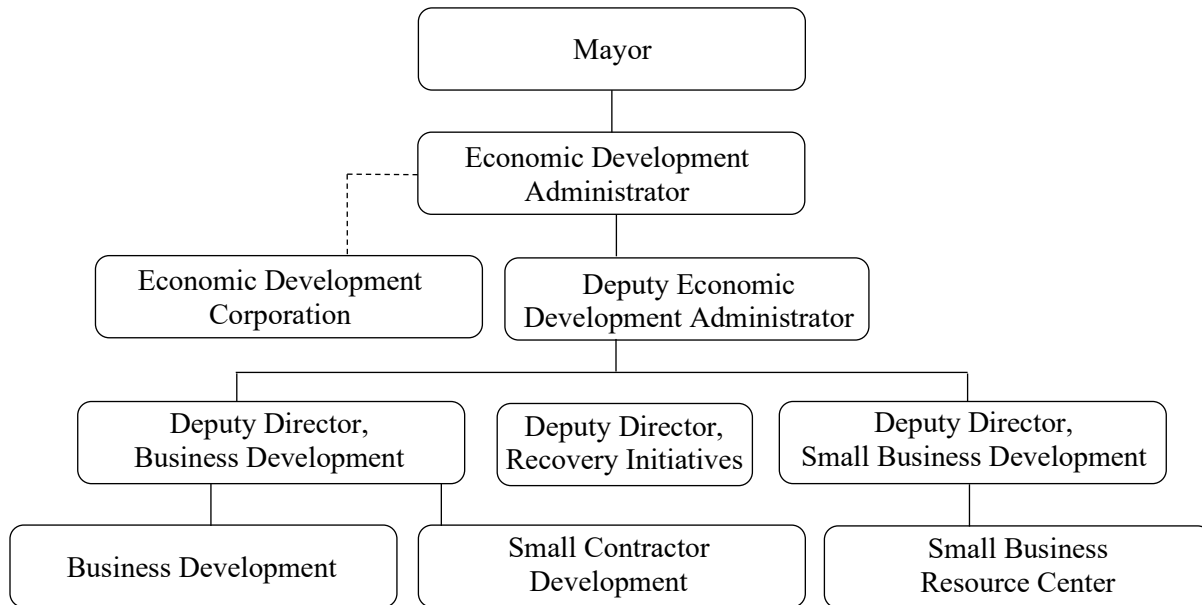 Mayor
Economic Development
Administrator
Economic Development
Corporation
Deputy Economic
Development Administrator
Deputy Director,
Business Development
Deputy Director,
Recovery Initiatives
Deputy Director,
Small Business Development
Business Development
Small Contractor
Development
Small Business
Resource Center